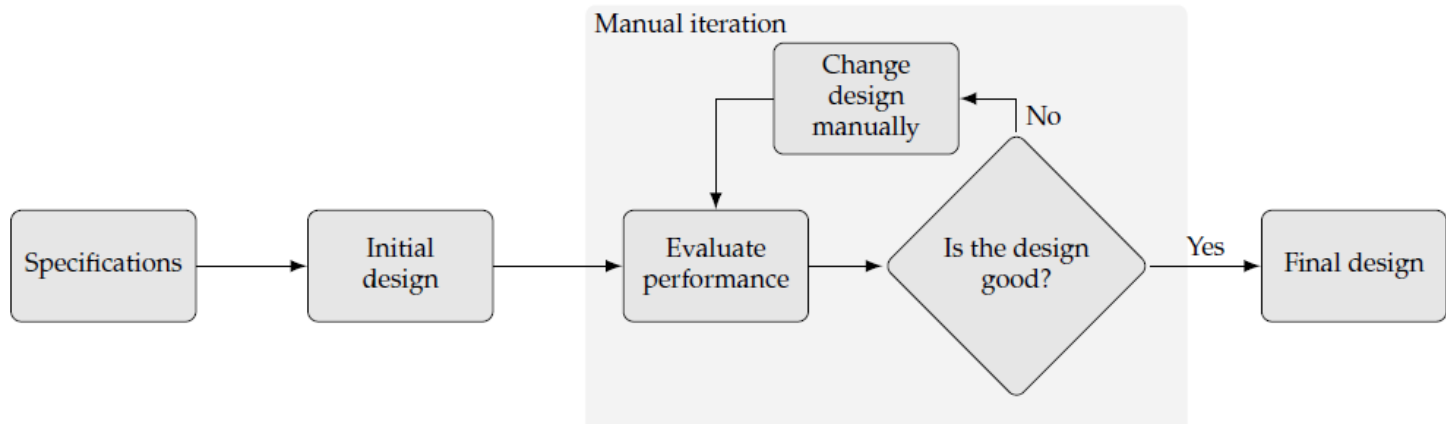 Manual iteration
Change
design
manually
No
Specifications
Initial
design
Evaluate
performance
Is the design
good?
Yes
Final design